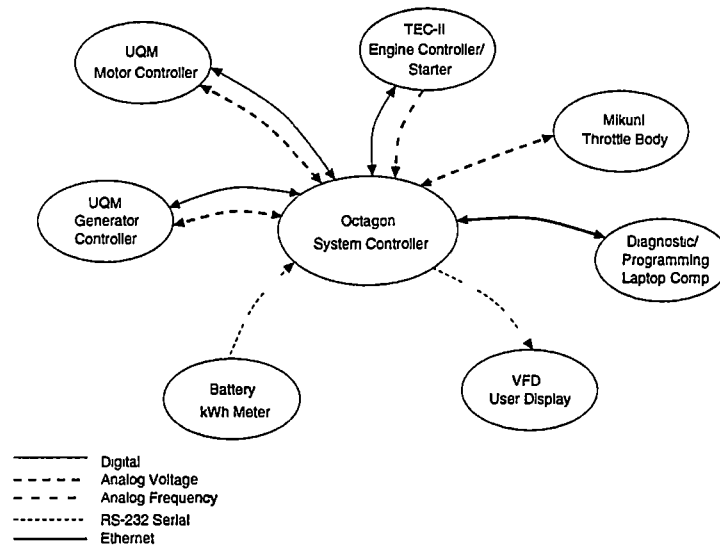 UQM
Motor Controller
TEC-II
Engine Controller/
Starter
Mikuni
Throttle Body
UQM
Generator
Controller
Octagon
System Controller
Diagnostic/
Programming
Laptop Comp
Battery
kWh Meter
VFD
User Display
Digital
Analog Voltage
Analog Frequency
RS-232 Serial
Ethernet